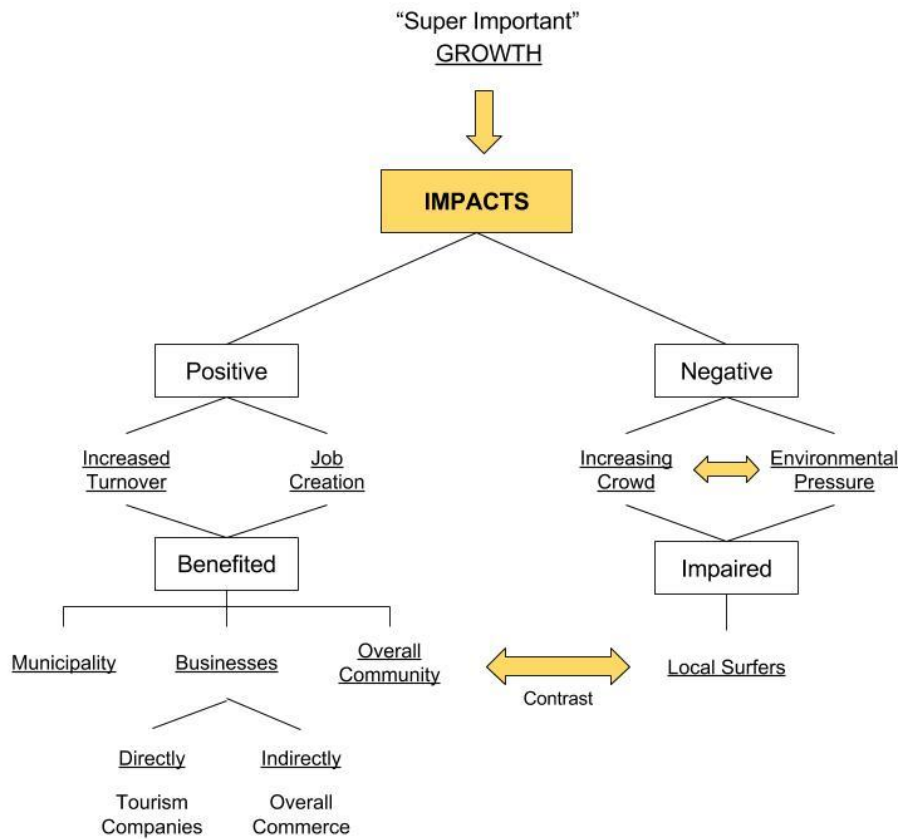 “Super Important”
GROWTH
IMPACTS
Positive
Negative
Increased
Turnover
Job
Creation
Increasing
Crowd
Environmental
Pressure
Benefited
Impaired
Municipality
Businesses
Overall
Community
Contrast
Local Surfers
Directly
Indirectly
Tourism
Companies
Overall
Commerce